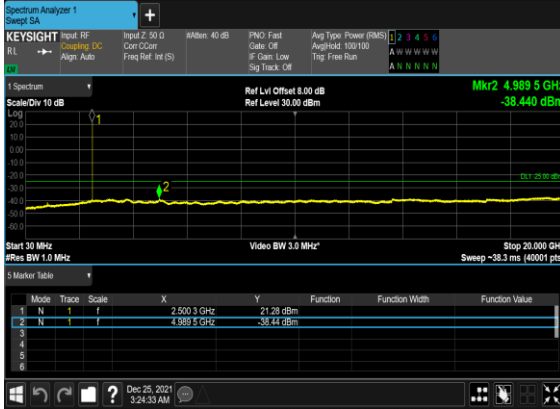 Spectrum Analyzer 1
Swept SA
+
KEYSIGHT
RL
Input: RF
Coupling: DC
Align: Auto
Input Z: 50 Ω
Corr CCorr
Freq Ref: Int (S)
#Atten: 40 dB
PNO: Fast
Gate: Off
IF Gain: Low
Sig Track: Off
Avg Type: Power (RMS)
Avg|Hold: 100/100
Trig: Free Run
1 2 3 4 5 6
A W W W W W
A N N N N N
1 Spectrum
Scale/Div 10 dB
Ref Lvl Offset 8.00 dB
Ref Level 30.00 dBm
Mkr2 4.989 5 GHz
-38.440 dBm
Log
20.0
10.0
0.00
-10.0
-20.0
-30.0
-40.0
-50.0
-60.0
1
2
DL1 -25.00 dBm
Start 30 MHz
#Res BW 1.0 MHz
Video BW 3.0 MHz*
Stop 20.000 GHz
Sweep ~38.3 ms (40001 pts)
5 Marker Table
Mode Trace Scale X Y Function Function Width Function Value
1 N 1 f 2.500 3 GHz 21.28 dBm
2 N 1 f 4.989 5 GHz -38.44 dBm
3
4
5
6
?
Dec 25, 2021
3:24:33 AM